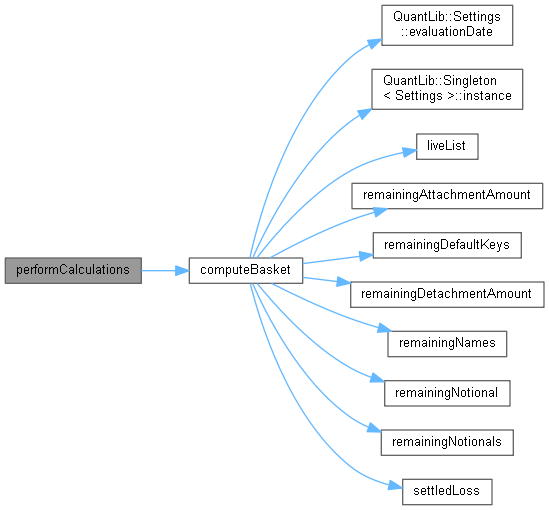 performCalculations
computeBasket
QuantLib::Settings
::evaluationDate
QuantLib::Singleton
< Settings >::instance
liveList
remainingAttachmentAmount
remainingDefaultKeys
remainingDetachmentAmount
remainingNames
remainingNotional
remainingNotionals
settledLoss